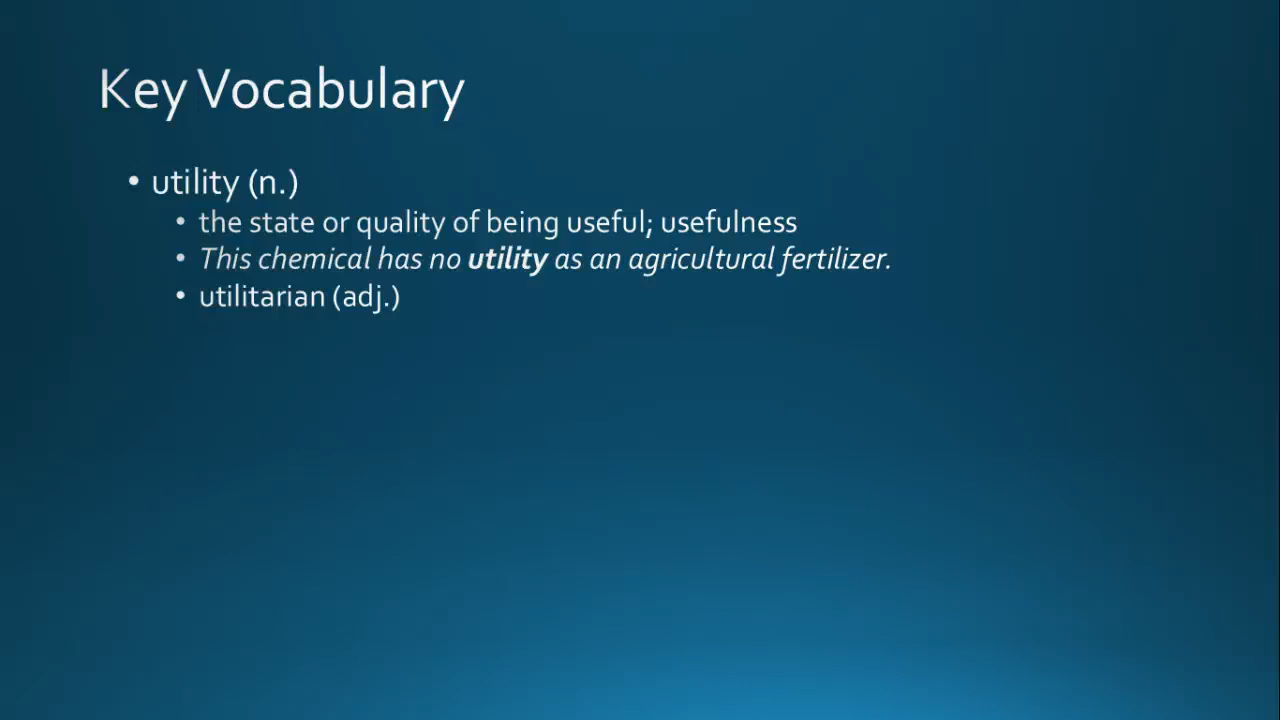 Key Vocabulary
• utility (n.)
• the state or quality of being useful; usefulness
• This chemical has no utility as an agricultural fertilizer.
• utilitarian (adj.)